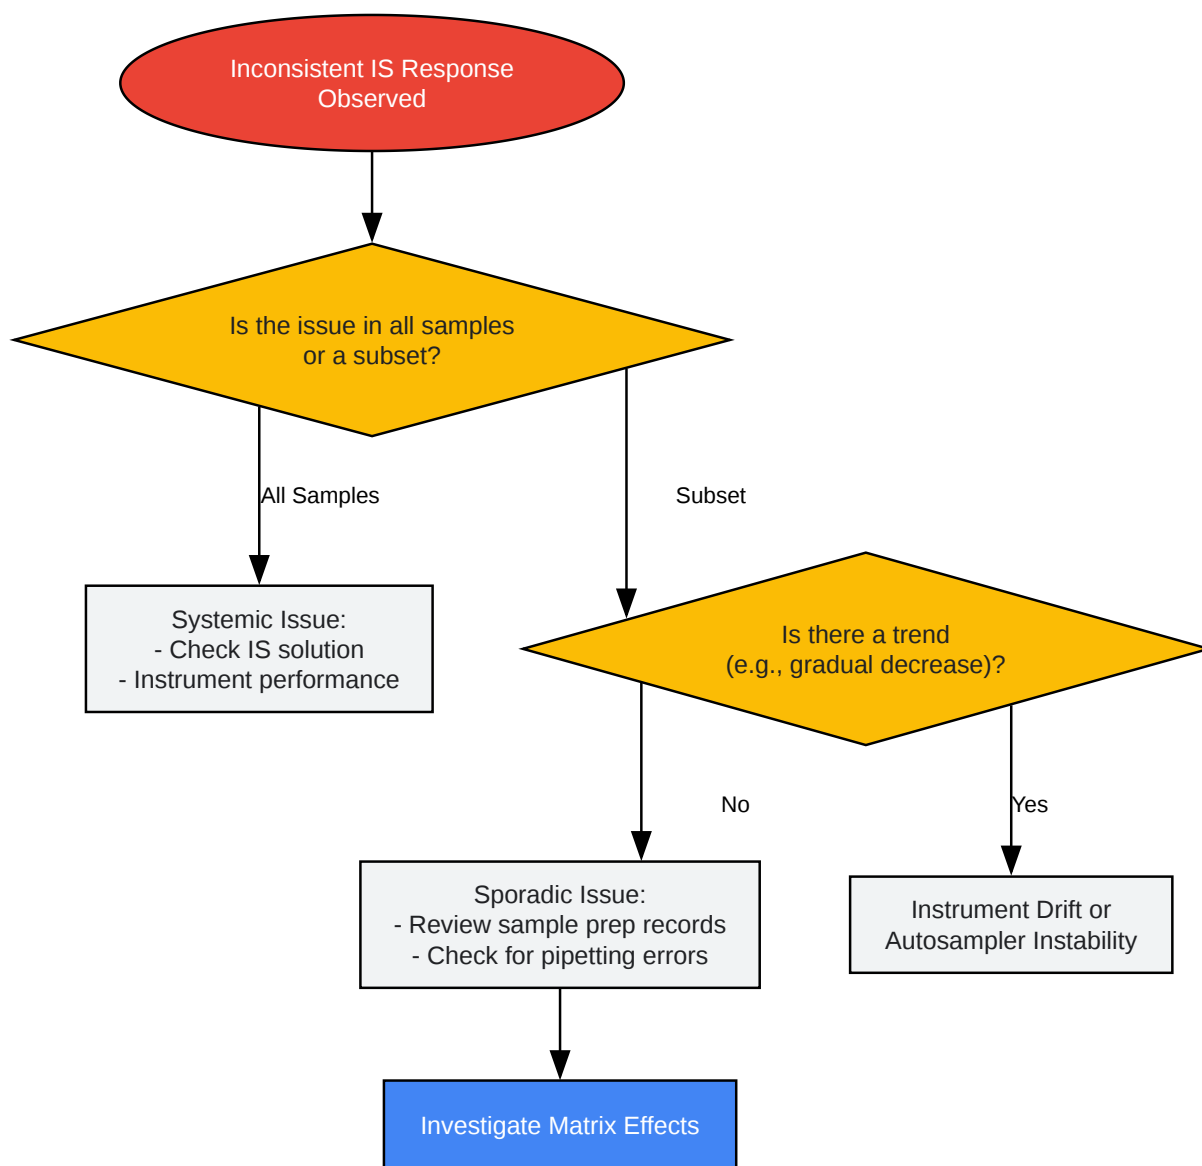 Inconsistent IS Response
Observed
Is the issue in all samples
or a subset?
All Samples
Subset
Systemic Issue:
- Check IS solution
- Instrument performance
Is there a trend
(e.g., gradual decrease)?
No
Yes
Sporadic Issue:
- Review sample prep records
- Check for pipetting errors
Instrument Drift or
Autosampler Instability
Investigate Matrix Effects